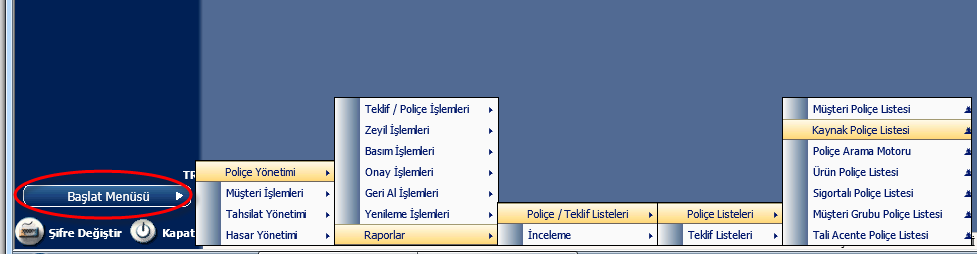 TR
Başlat Menüsü
Şifre Değiştir
Kapat
Poliçe Yönetimi
Müşteri İşlemleri
Tahsilat Yönetimi
Hasar Yönetimi
Teklif / Poliçe İşlemleri
Zeyil İşlemleri
Basım İşlemleri
Onay İşlemleri
Geri Al İşlemleri
Yenileme İşlemleri
Raporlar
Poliçe / Teklif Listeleri
İnceleme
Poliçe Listeleri
Teklif Listeleri
Müşteri Poliçe Listesi
Kaynak Poliçe Listesi
Poliçe Arama Motoru
Ürün Poliçe Listesi
Sigortalı Poliçe Listesi
Müşteri Grubu Poliçe Listesi
Tali Acente Poliçe Listesi